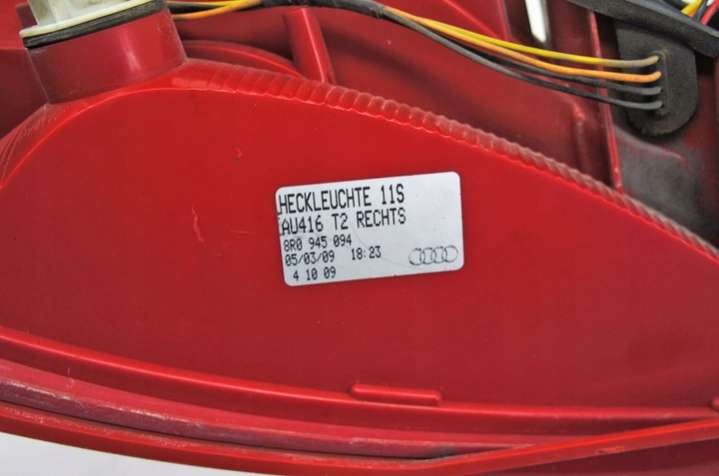 HECKLEUCHTE 11S
AU416 T2 RECHTS
8R0 945 094
05/03/09 18:23
4 10 09